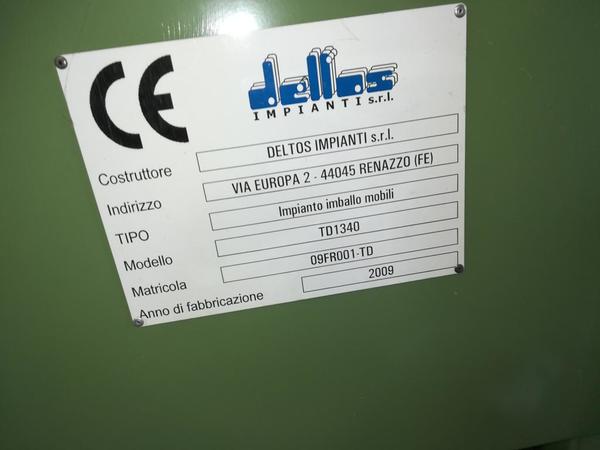 CE
deltos
IMPIANTI s.r.l.
Costruttore DELTOS IMPIANTI s.r.l.
Indirizzo VIA EUROPA 2 - 44045 RENAZZO (FE)
TIPO Impianto imballo mobili
Modello TD1340
Matricola 09FR001-TD
Anno di fabbricazione 2009